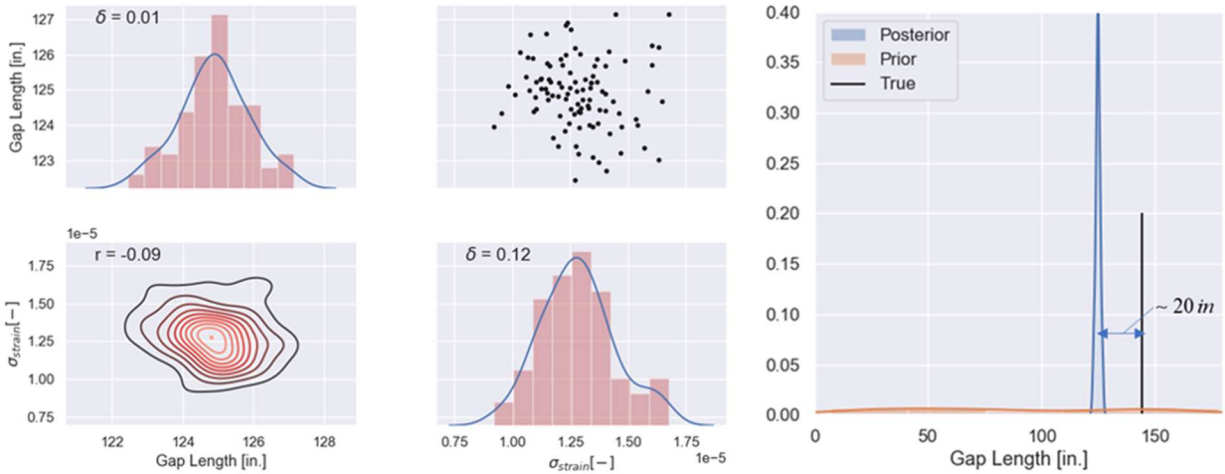 δ = 0.01
127
126
125
124
123
Gap Length [in.]
1e−5
r = -0.09
1.75
1.50
1.25
1.00
0.75
σstrain[−]
122
124
126
128
Gap Length [in.]
δ = 0.12
0.75
1.00
1.25
1.50
1.75
1e−5
σstrain[−]
0.40
0.35
0.30
0.25
0.20
0.15
0.10
0.05
0.00
Posterior
Prior
True
~ 20 in
0
50
100
150
Gap Length [in.]